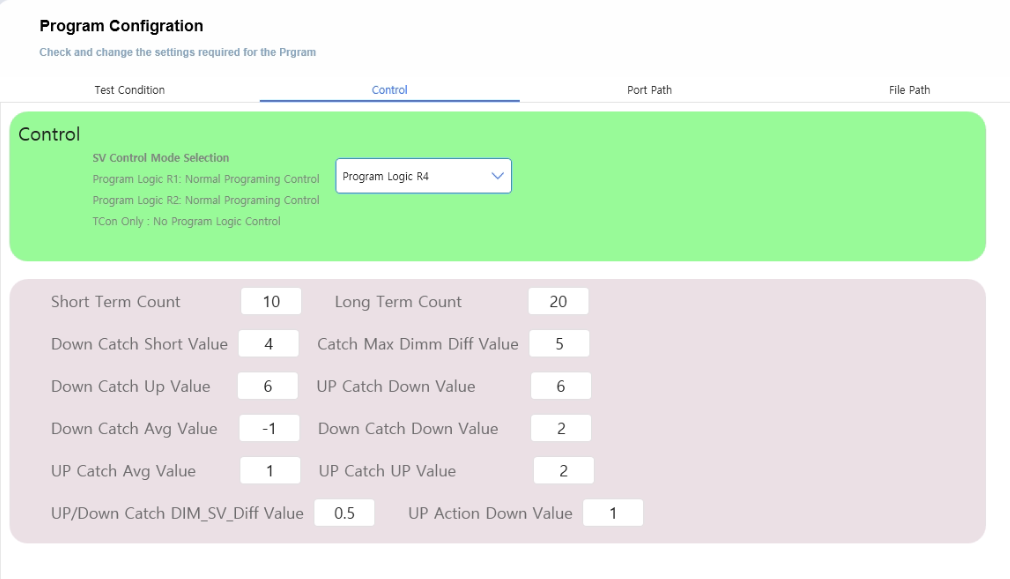 Program Configration
Check and change the settings required for the Prgram
Test Condition Control Port Path File Path
Control
SV Control Mode Selection
Program Logic R1: Normal Programing Control
Program Logic R4
Program Logic R2: Normal Programing Control
TCon Only : No Program Logic Control
Short Term Count 10 Long Term Count 20
Down Catch Short Value 4 Catch Max Dimm Diff Value 5
Down Catch Up Value 6 UP Catch Down Value 6
Down Catch Avg Value -1 Down Catch Down Value 2
UP Catch Avg Value 1 UP Catch UP Value 2
UP/Down Catch DIM_SV_Diff Value 0.5 UP Action Down Value 1